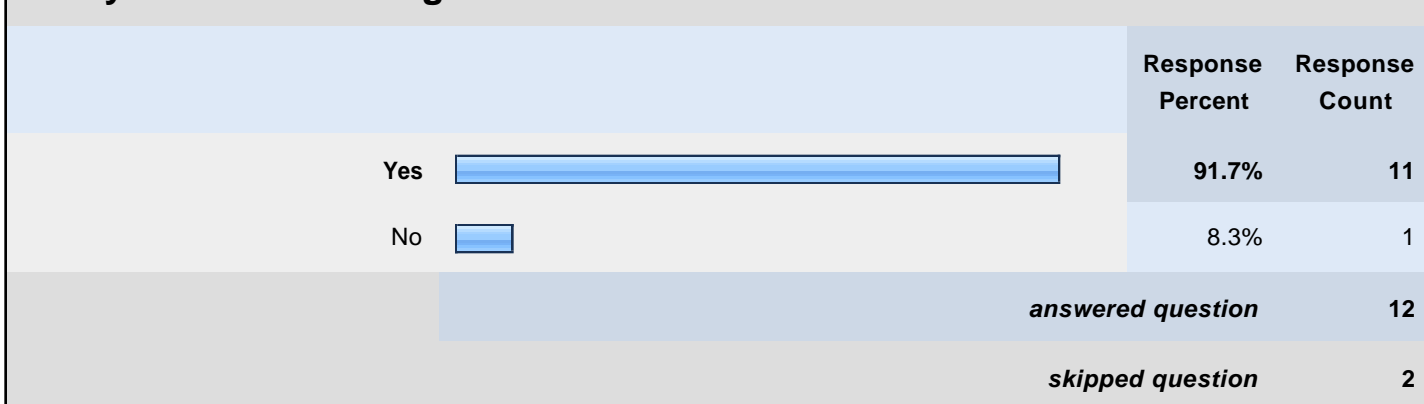 Response Response
Percent Count
Yes 91.7% 11
No 8.3% 1
answered question 12
skipped question 2